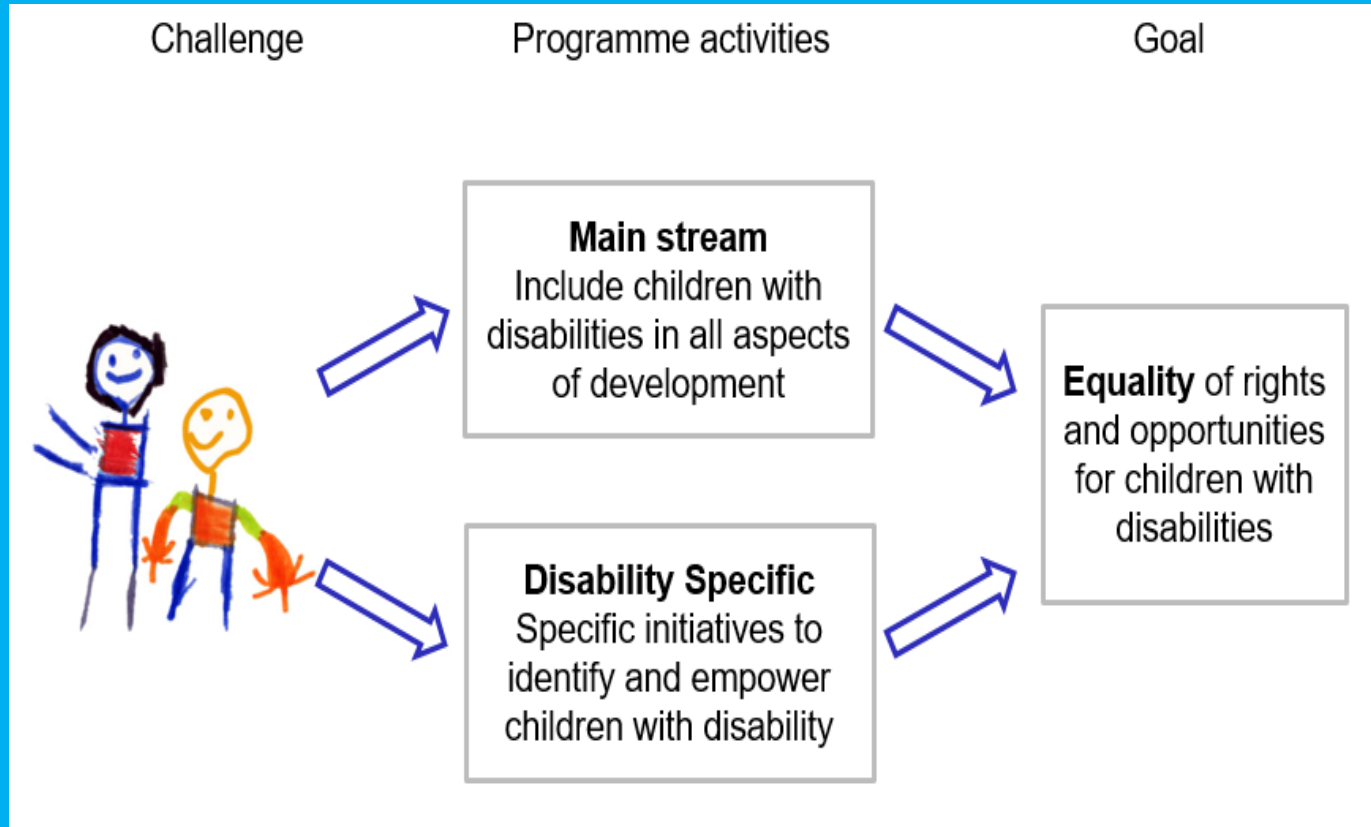 Challenge
Programme activities
Goal
Main stream
Include children with
disabilities in all aspects
of development
Disability Specific
Specific initiatives to
identify and empower
children with disability
Equality of rights
and opportunities
for children with
disabilities